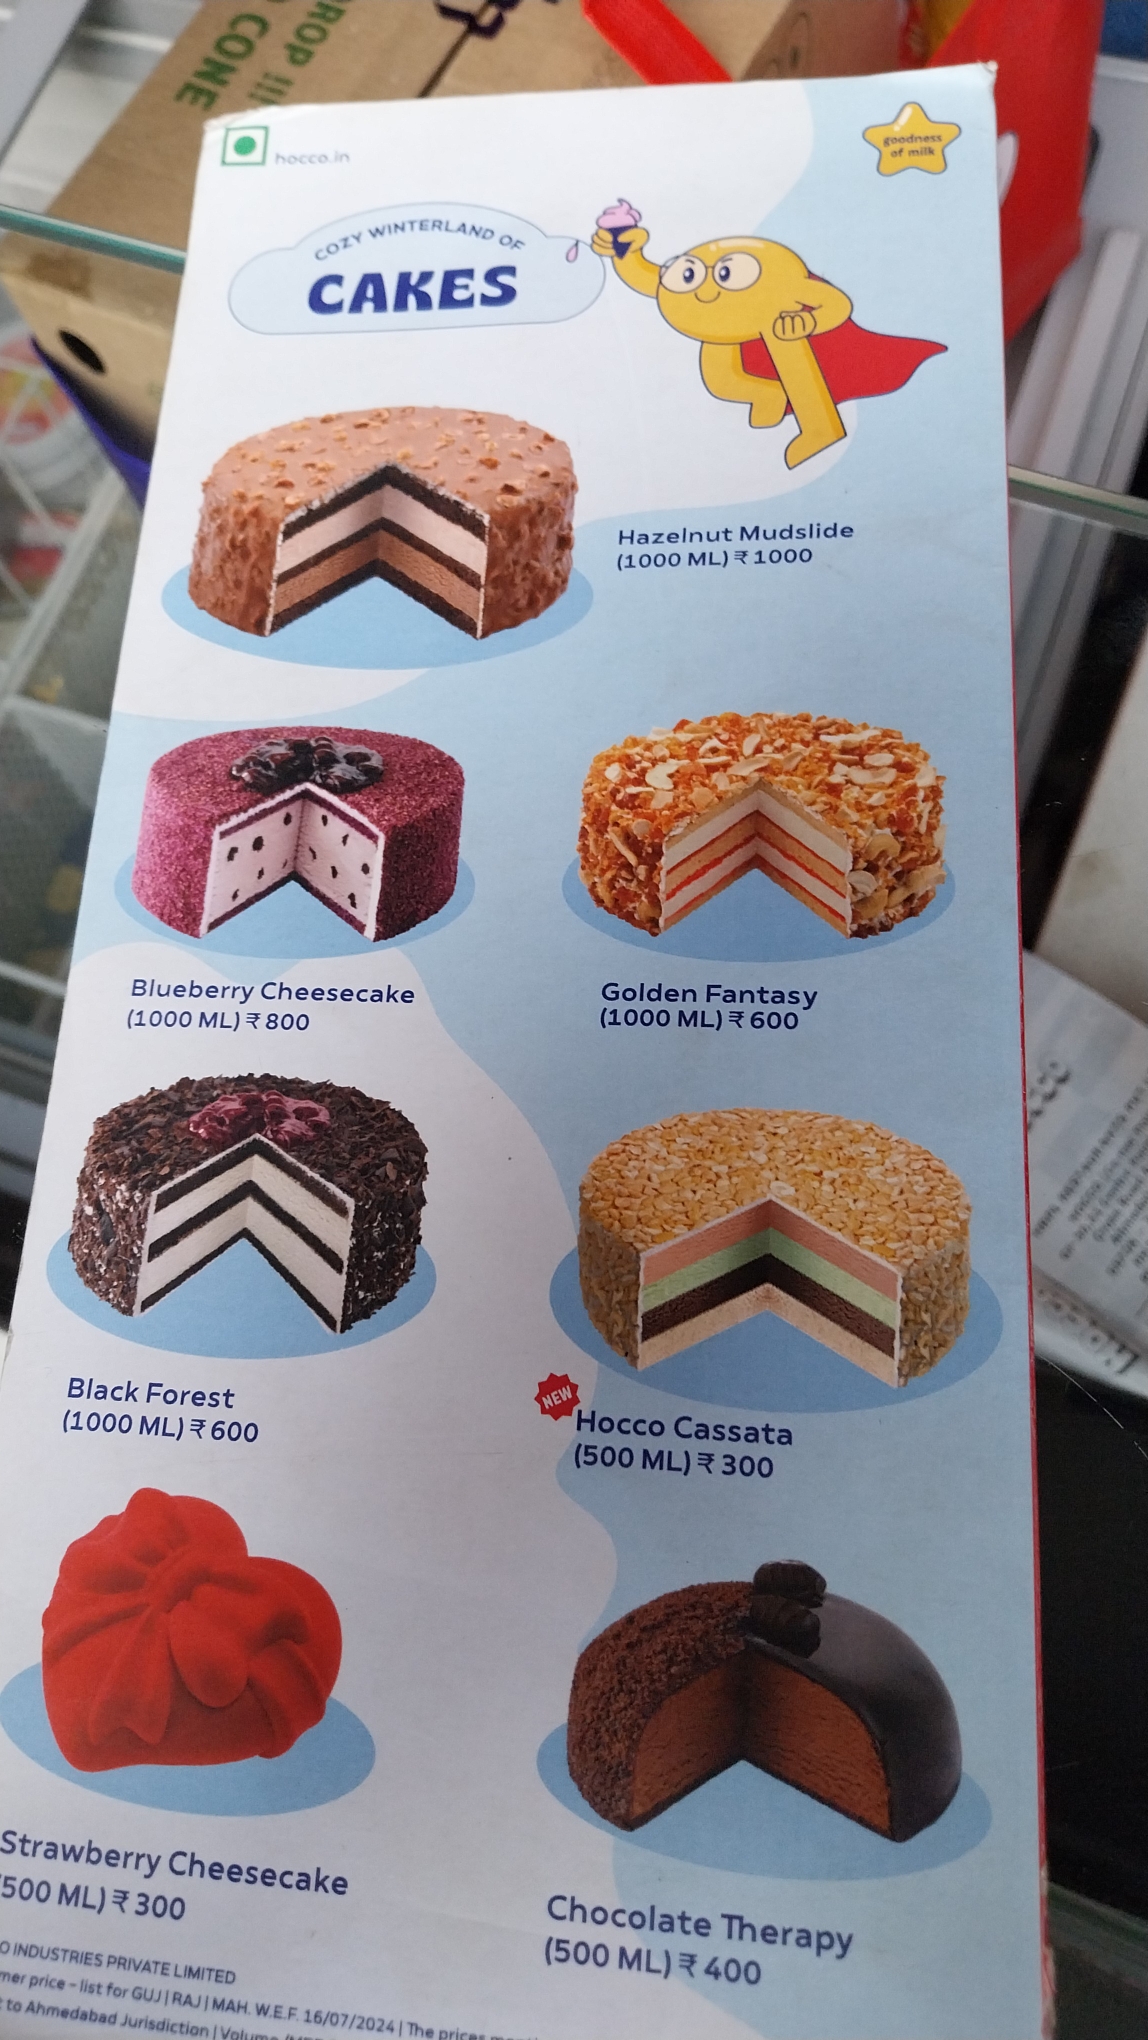 DROP !!!
CONE
hocco.in
goodness
of milk
COZY WINTERLAND OF
CAKES
Hazelnut Mudslide
(1000 ML) ₹ 1000
Blueberry Cheesecake
(1000 ML) ₹ 800
Golden Fantasy
(1000 ML) ₹ 600
Black Forest
(1000 ML) ₹ 600
NEW
Hocco Cassata
(500 ML) ₹ 300
Strawberry Cheesecake
500 ML) ₹ 300
Chocolate Therapy
(500 ML) ₹ 400
O INDUSTRIES PRIVATE LIMITED
mer price - list for GUJ | RAJ | MAH. W.E.F. 16/07/2024 | The prices
to Ahmedabad Jurisdiction |